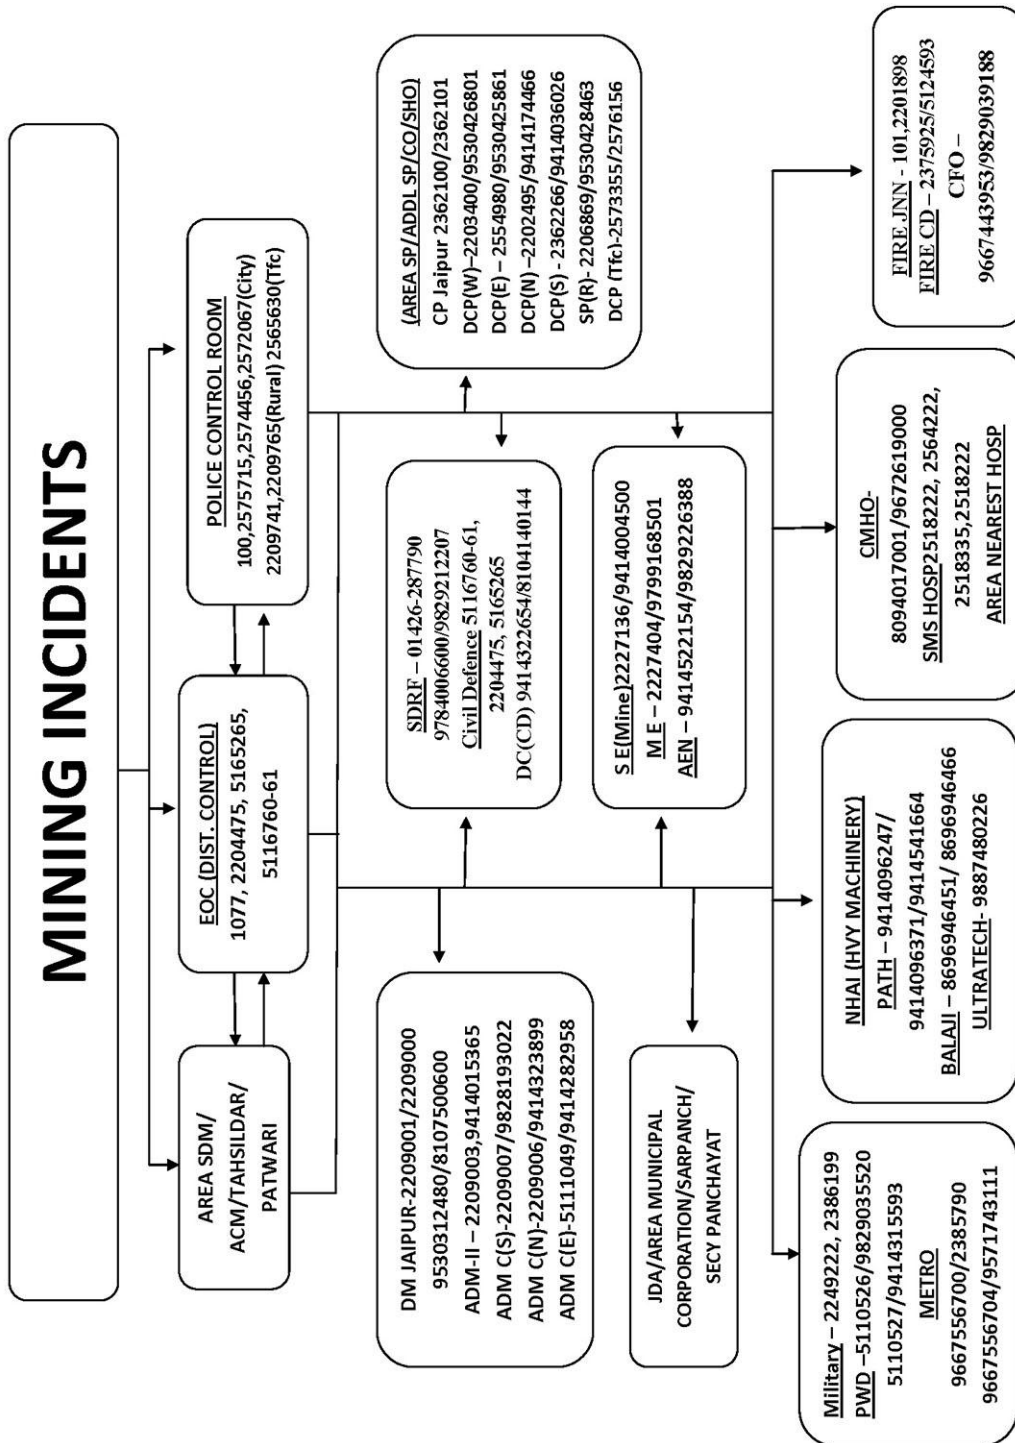 MINING INCIDENTS
AREA SDM/
ACM/TAHSILDAR/
PATWARI
EOC (DIST. CONTROL)
1077, 2204475, 5165265,
5116760-61
POLICE CONTROL ROOM
100,2575715,2574456,2572067(City)
2209741,2209765(Rural) 2565630(Tfc)
DM JAIPUR-2209001/2209000
9530312480/8107500600
ADM-II – 2209003,9414015365
ADM C(S)-2209007/9828193022
ADM C(N)-2209006/9414323899
ADM C(E)-5111049/9414282958
SDRF – 01426-287790
9784006600/9829212207
Civil Defence 5116760-61,
2204475, 5165265
DC(CD) 9414322654/8104140144
(AREA SP/ADDL SP/CO/SHO)
CP Jaipur 2362100/2362101
DCP(W)–2203400/9530426801
DCP(E) – 2554980/9530425861
DCP(N) –2202495/9414174466
DCP(S) - 2362266/9414036026
SP(R)- 2206869/9530428463
DCP (Tfc)-2573355/2576156
JDA/AREA MUNICIPAL
CORPORATION/SARPANCH/
SECY PANCHAYAT
S E(Mine)2227136/9414004500
M E – 2227404/9799168501
AEN – 9414522154/9829226388
Military – 2249222, 2386199
PWD –5110526/9829035520
5110527/9414315593
METRO
9667556700/2385790
9667556704/9571743111
NHAI (HVY MACHINERY)
PATH – 9414096247/
9414096371/9414541664
BALAJI – 8696946451/ 8696946466
ULTRATECH- 9887480226
CMHO-
8094017001/9672619000
SMS HOSP2518222, 2564222,
2518335,2518222
AREA NEAREST HOSP
FIRE JNN - 101,2201898
FIRE CD – 2375925/5124593
CFO –
9667443953/9829039188